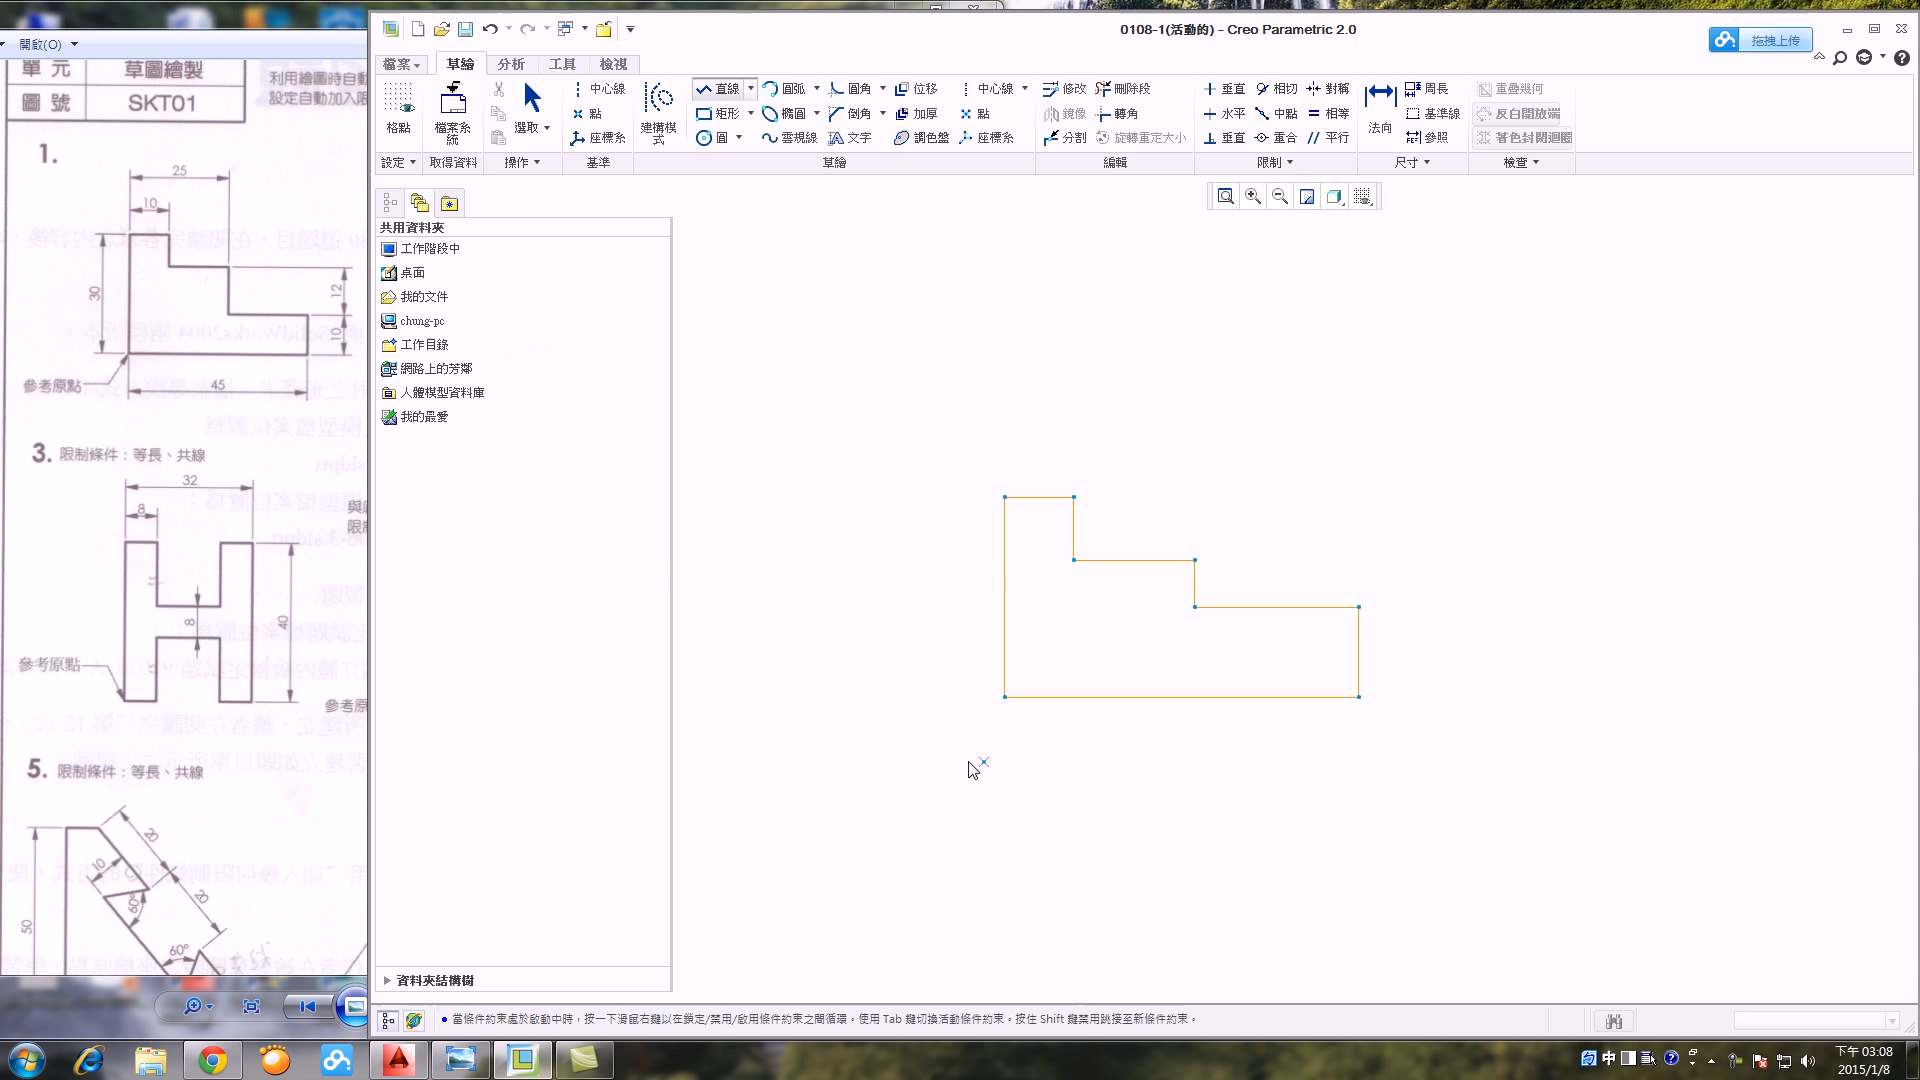 開啟(O)
單 元 草圖繪製
圖 號 SKT01
利用繪圖時自動
設定自動加入限
1.
25
10
30
12
10
45
參考原點
3. 限制條件：等長、共線
32
8
8
40
參考原點
參考原
5. 限制條件：等長、共線
20
10
20
60°
60°
50
0108-1(活動的) - Creo Parametric 2.0
拖拽上传
檔案 草繪 分析 工具 檢視
格點
檔案系統
選取
中心線
點
座標系
建構模式
直線 圓弧 圓角 位移 中心線
矩形 橢圓 倒角 加厚 點
圓 雲規線 文字 調色盤 座標系
修改 刪除段
鏡像 轉角
分割 旋轉重定大小
垂直 相切 對稱
水平 中點 相等
垂直 重合 平行
法向
周長
基準線
參照
重疊幾何
反白開放端
著色封閉迴圈
設定 取得資料 操作 基準 草繪 編輯 限制 尺寸 檢查
共用資料夾
工作階段中
桌面
我的文件
chung-pc
工作目錄
網路上的芳鄰
人體模型資料庫
我的最愛
資料夾結構樹
當條件約束處於啟動中時，按一下滑鼠右鍵以在鎖定/禁用/啟用條件約束之間循環。使用 Tab 鍵切換活動條件約束。按住 Shift 鍵禁用跳接至新條件約束。
中
下午 03:08
2015/1/8